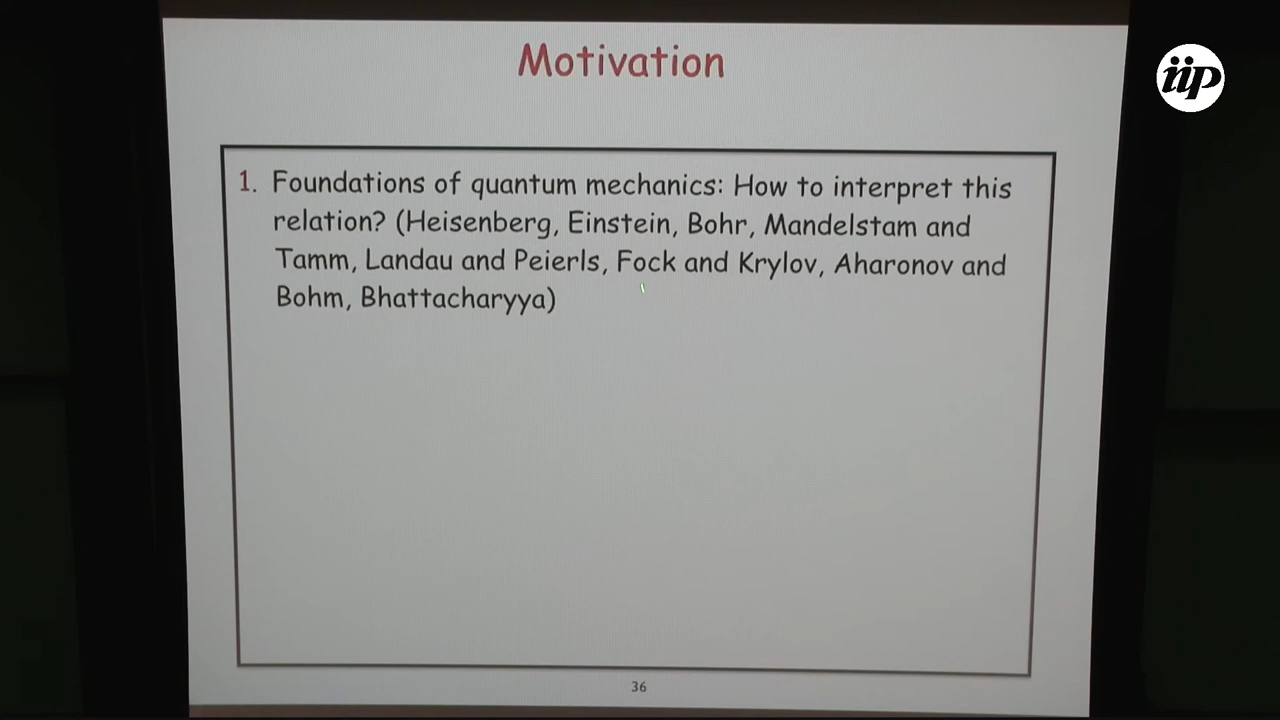 Motivation
iip
1. Foundations of quantum mechanics: How to interpret this
relation? (Heisenberg, Einstein, Bohr, Mandelstam and
Tamm, Landau and Peierls, Fock and Krylov, Aharonov and
Bohm, Bhattacharyya)
36